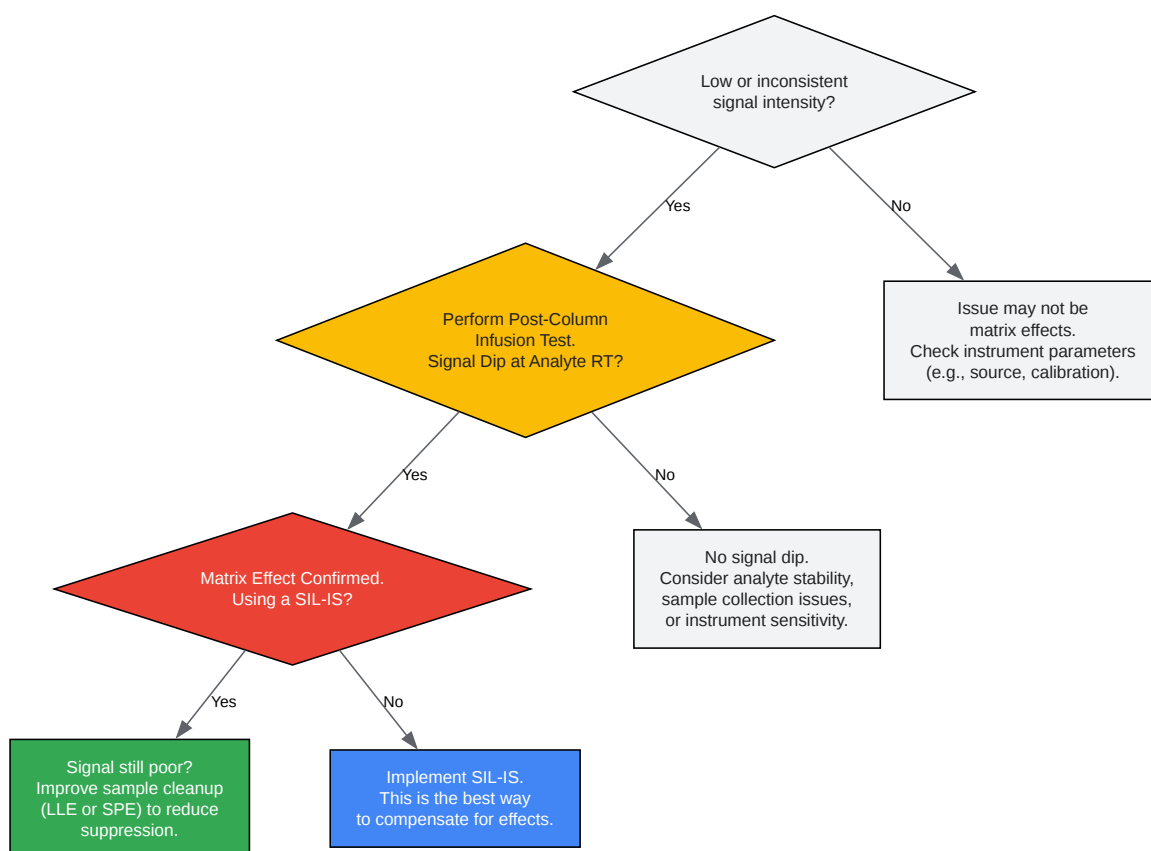 Low or inconsistent
signal intensity?
Yes
No
Perform Post-Column
Infusion Test.
Signal Dip at Analyte RT?
Issue may not be
matrix effects.
Check instrument parameters
(e.g., source, calibration).
Yes
No
Matrix Effect Confirmed.
Using a SIL-IS?
No signal dip.
Consider analyte stability,
sample collection issues,
or instrument sensitivity.
Yes
No
Signal still poor?
Improve sample cleanup
(LLE or SPE) to reduce
suppression.
Implement SIL-IS.
This is the best way
to compensate for effects.